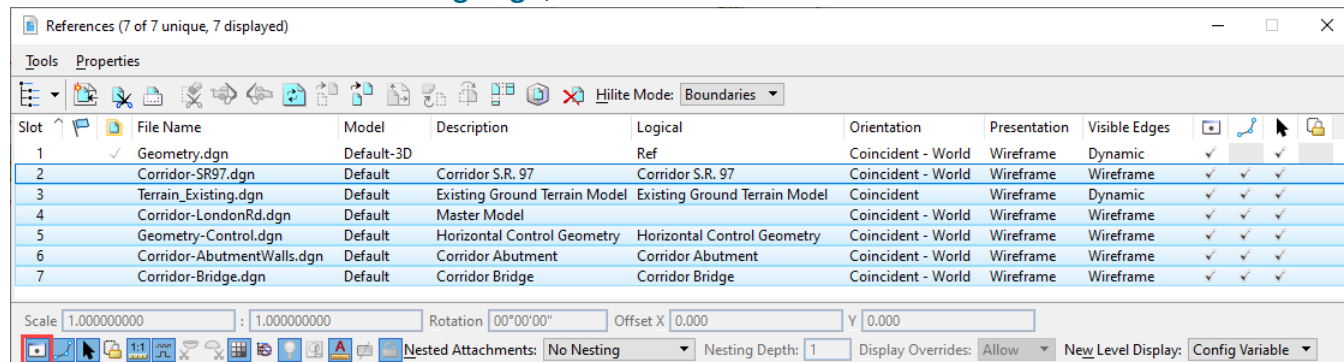 References (7 of 7 unique, 7 displayed)
Tools Properties
Hilite Mode: Boundaries
Slot File Name Model Description Logical Orientation Presentation Visible Edges
1 Geometry.dgn Default-3D Ref Coincident - World Wireframe Dynamic
2 Corridor-SR97.dgn Default Corridor S.R. 97 Corridor S.R. 97 Coincident - World Wireframe Wireframe
3 Terrain_Existing.dgn Default Existing Ground Terrain Model Existing Ground Terrain Model Coincident Wireframe Dynamic
4 Corridor-LondonRd.dgn Default Master Model Coincident - World Wireframe Wireframe
5 Geometry-Control.dgn Default Horizontal Control Geometry Horizontal Control Geometry Coincident - World Wireframe Wireframe
6 Corridor-AbutmentWalls.dgn Default Corridor Abutment Corridor Abutment Coincident - World Wireframe Wireframe
7 Corridor-Bridge.dgn Default Corridor Bridge Corridor Bridge Coincident - World Wireframe Wireframe
Scale 1.000000000 : 1.000000000 Rotation 00°00'00" Offset X 0.000 Y 0.000
1:1 A Nested Attachments: No Nesting Nesting Depth: 1 Display Overrides: Allow New Level Display: Config Variable